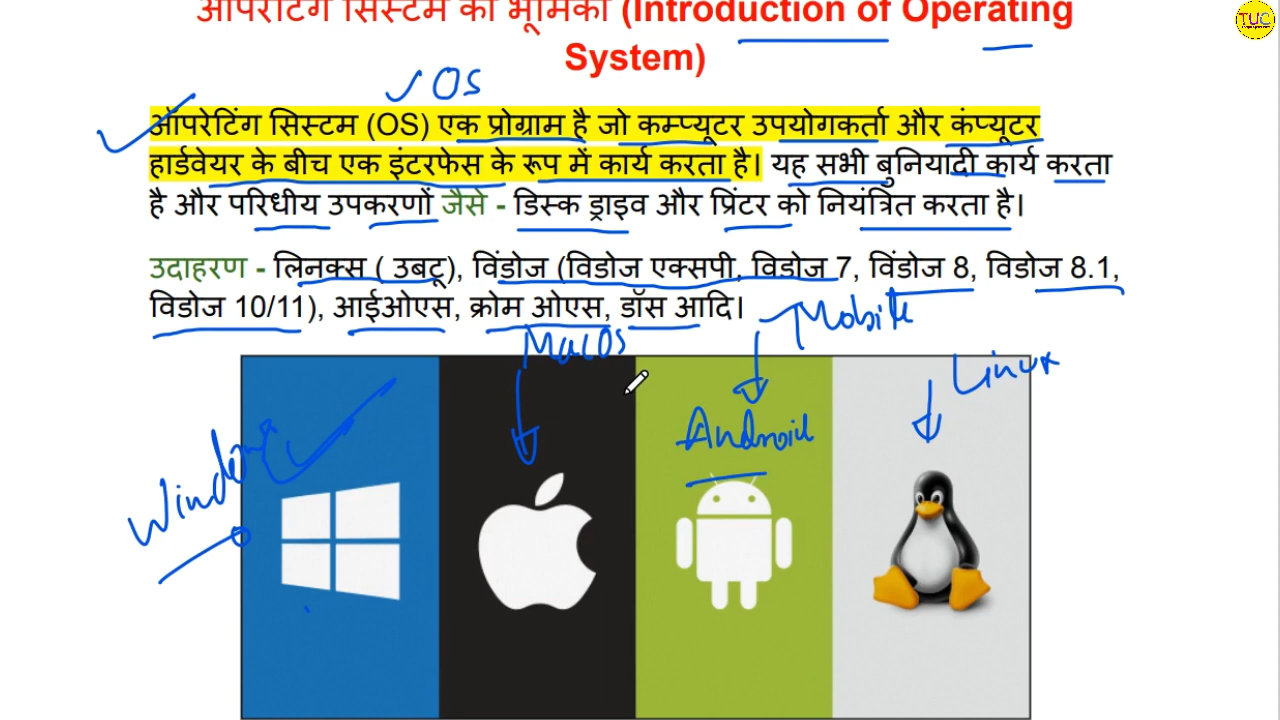 ऑपरेटिंग सिस्टम की भूमिका (Introduction of Operating
System)
OS
ऑपरेटिंग सिस्टम (OS) एक प्रोग्राम है जो कम्प्यूटर उपयोगकर्ता और कंप्यूटर
हार्डवेयर के बीच एक इंटरफेस के रूप में कार्य करता है। यह सभी बुनियादी कार्य करता
है और परिधीय उपकरणों जैसे - डिस्क ड्राइव और प्रिंटर को नियंत्रित करता है।
उदाहरण - लिनक्स ( उबटू), विंडोज (विडोज एक्सपी, विडोज 7, विंडोज 8, विडोज 8.1,
विडोज 10/11), आईओएस, क्रोम ओएस, डॉस आदि।
Mobile
MacOS
Linux
Android
Windows
TUC